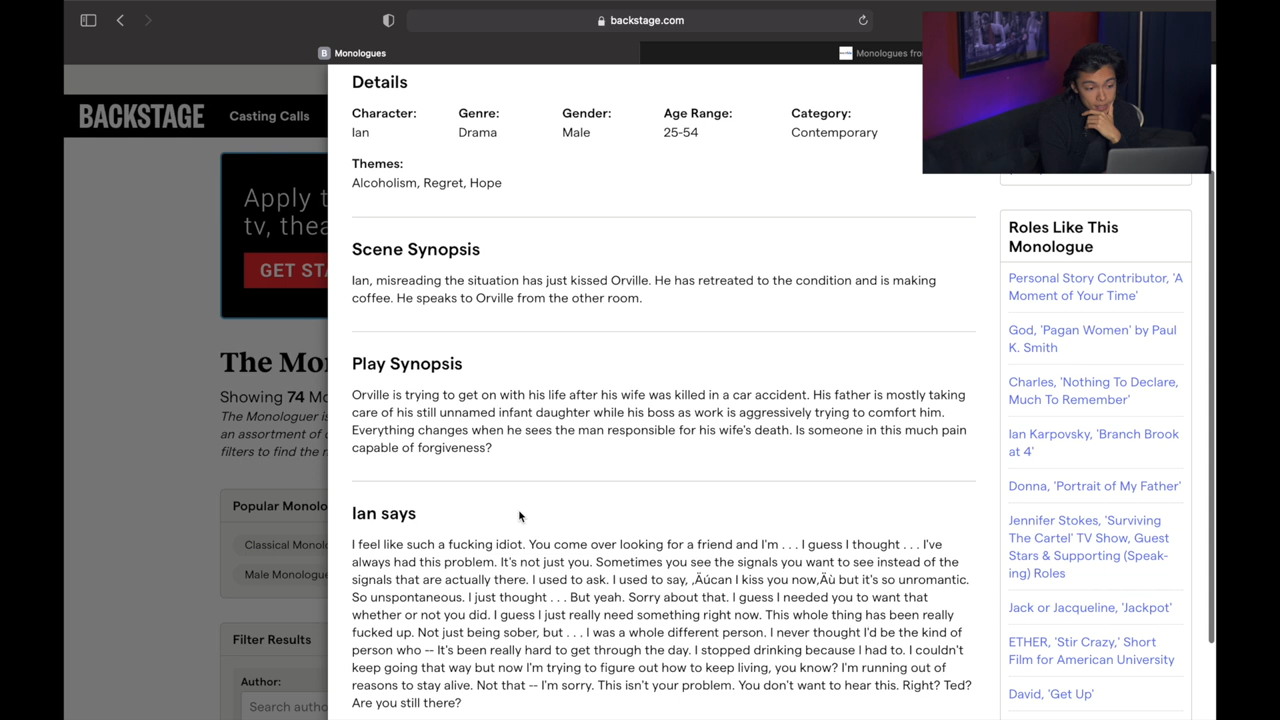 backstage.com
B Monologues
Monologues fro
BACKSTAGE
Casting Calls
Apply t
tv, thea
GET STA
The Mo
Showing 74 Mo
The Monologuer is
an assortment of
filters to find the
Popular Monolo
Classical Monol
Male Monologue
Filter Results
Author:
Search autho
Details
Character:
Genre:
Gender:
Age Range:
Category:
Ian
Drama
Male
25-54
Contemporary
Themes:
Alcoholism, Regret, Hope
Scene Synopsis
Ian, misreading the situation has just kissed Orville. He has retreated to the condition and is making
coffee. He speaks to Orville from the other room.
Play Synopsis
Orville is trying to get on with his life after his wife was killed in a car accident. His father is mostly taking
care of his still unnamed infant daughter while his boss as work is aggressively trying to comfort him.
Everything changes when he sees the man responsible for his wife's death. Is someone in this much pain
capable of forgiveness?
Ian says
I feel like such a fucking idiot. You come over looking for a friend and I'm . . . I guess I thought . . . I've
always had this problem. It's not just you. Sometimes you see the signals you want to see instead of the
signals that are actually there. I used to ask. I used to say, ‚Äúcan I kiss you now‚Äù but it's so unromantic.
So unspontaneous. I just thought . . . But yeah. Sorry about that. I guess I needed you to want that
whether or not you did. I guess I just really need something right now. This whole thing has been really
fucked up. Not just being sober, but . . . I was a whole different person. I never thought I'd be the kind of
person who -- It's been really hard to get through the day. I stopped drinking because I had to. I couldn't
keep going that way but now I'm trying to figure out how to keep living, you know? I'm running out of
reasons to stay alive. Not that -- I'm sorry. This isn't your problem. You don't want to hear this. Right? Ted?
Are you still there?
Roles Like This
Monologue
Personal Story Contributor, 'A
Moment of Your Time'
God, 'Pagan Women' by Paul
K. Smith
Charles, 'Nothing To Declare,
Much To Remember'
Ian Karpovsky, 'Branch Brook
at 4'
Donna, 'Portrait of My Father'
Jennifer Stokes, 'Surviving
The Cartel' TV Show, Guest
Stars & Supporting (Speak-
ing) Roles
Jack or Jacqueline, 'Jackpot'
ETHER, 'Stir Crazy,' Short
Film for American University
David, 'Get Up'